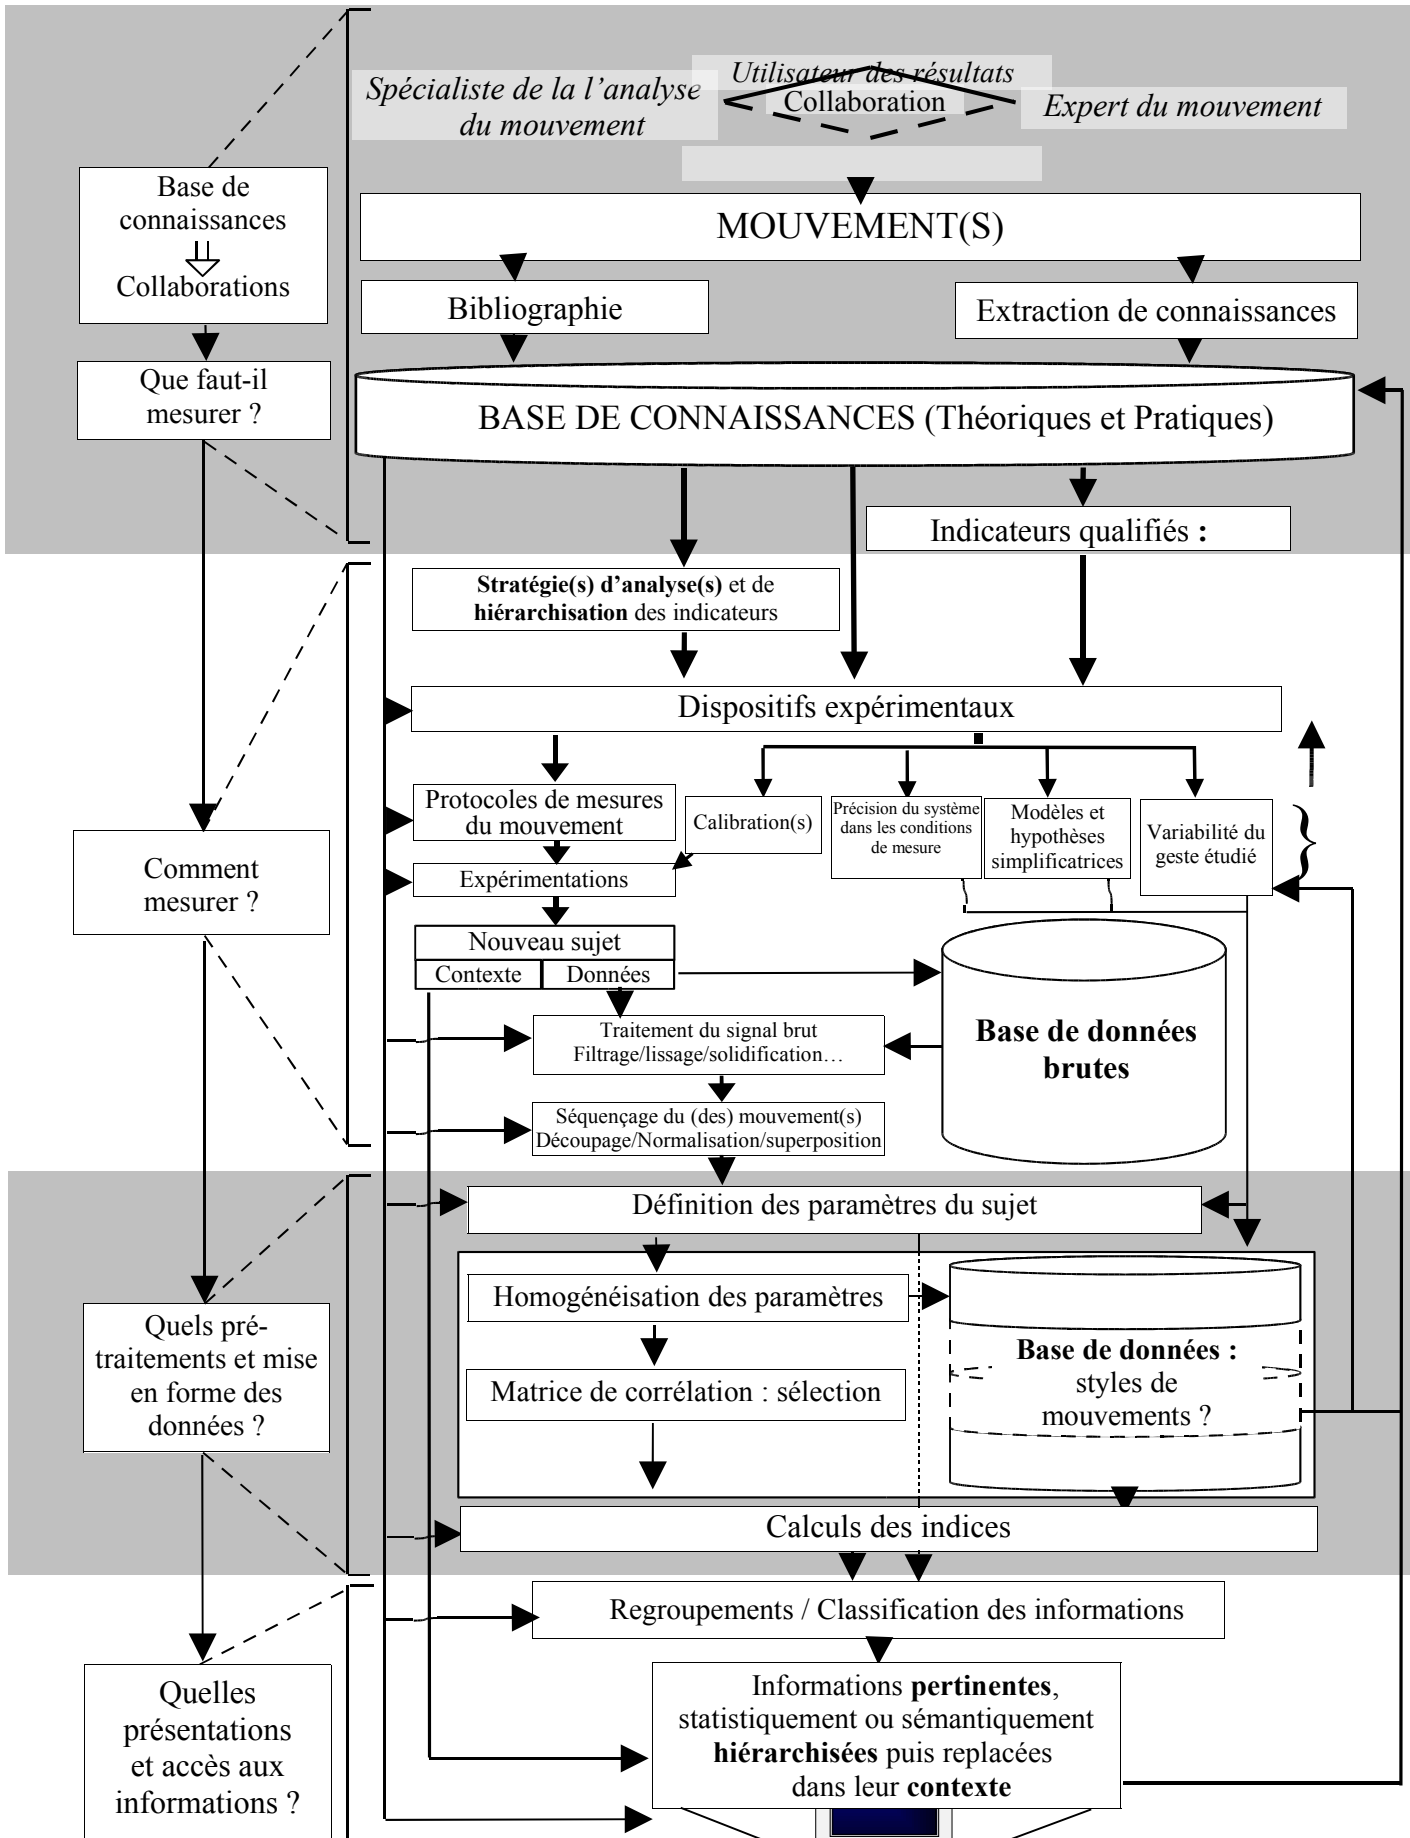 Utilisateur des résultats
Spécialiste de la l’analyse
du mouvement
Collaboration
Expert du mouvement
Base de
connaissances
Collaborations
MOUVEMENT(S)
Bibliographie
Extraction de connaissances
Que faut-il
mesurer ?
BASE DE CONNAISSANCES (Théoriques et Pratiques)
Indicateurs qualifiés :
Stratégie(s) d’analyse(s) et de
hiérarchisation des indicateurs
Dispositifs expérimentaux
Protocoles de mesures
du mouvement
Calibration(s)
Précision du système
dans les conditions
de mesure
Modèles et
hypothèses
simplificatrices
Variabilité du
geste étudié
}
Comment
mesurer ?
Expérimentations
Nouveau sujet
Contexte
Données
Traitement du signal brut
Filtrage/lissage/solidification…
Base de données
brutes
Séquençage du (des) mouvement(s)
Découpage/Normalisation/superposition
Définition des paramètres du sujet
Homogénéisation des paramètres
Quels pré-
traitements et mise
en forme des
données ?
Matrice de corrélation : sélection
Base de données :
styles de
mouvements ?
Calculs des indices
Regroupements / Classification des informations
Quelles
présentations
et accès aux
informations ?
Informations pertinentes,
statistiquement ou sémantiquement
hiérarchisées puis replacées
dans leur contexte